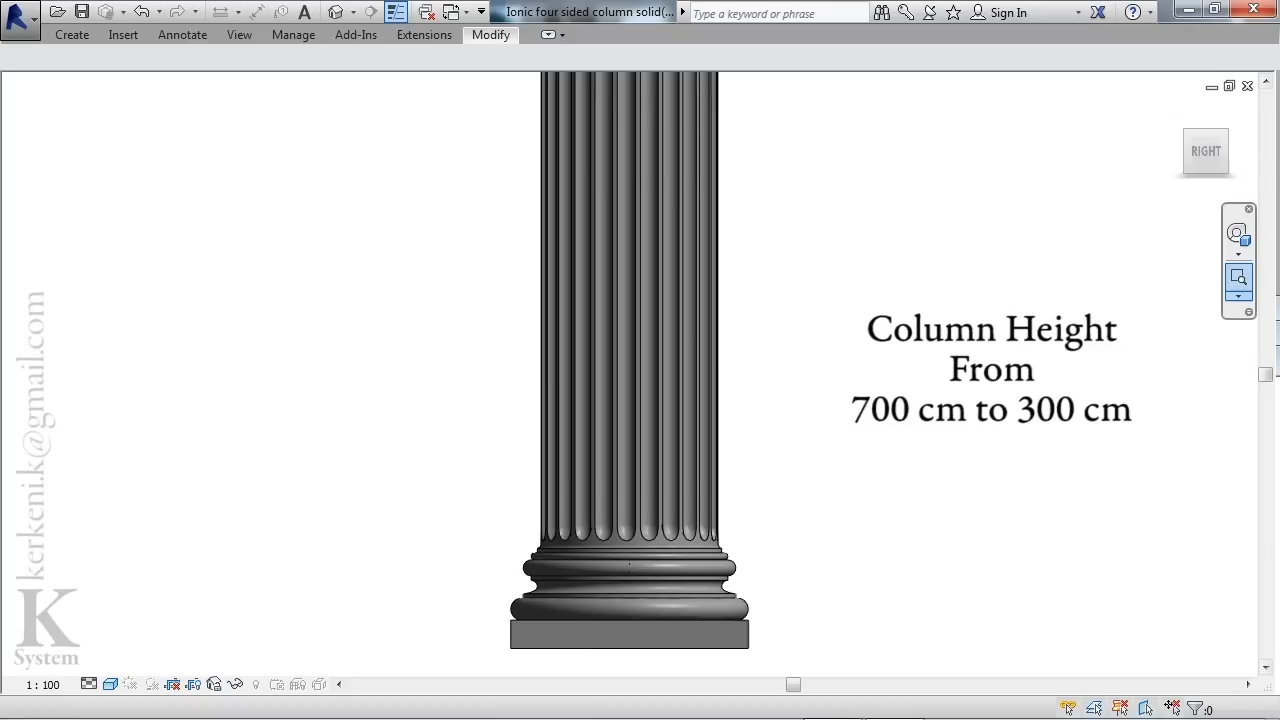 Ionic four sided column solid(...
Type a keyword or phrase
Sign In
Create Insert Annotate View Manage Add-Ins Extensions Modify
RIGHT
Column Height
From
700 cm to 300 cm
kerkeni.k@gmail.com
K
System
1 : 100
:0